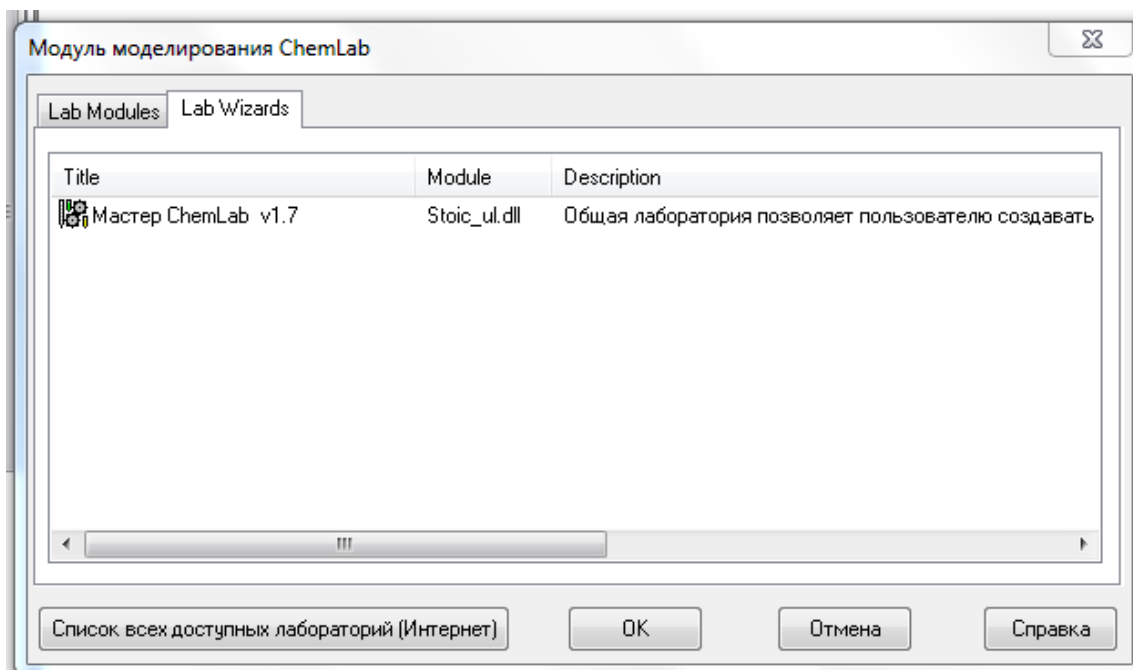 Модуль моделирования ChemLab
Lab Modules Lab Wizards
Title Module Description
Мастер ChemLab v1.7 Stoic_ul.dll Общая лаборатория позволяет пользователю создавать
Список всех доступных лабораторий (Интернет) OK Отмена Справка